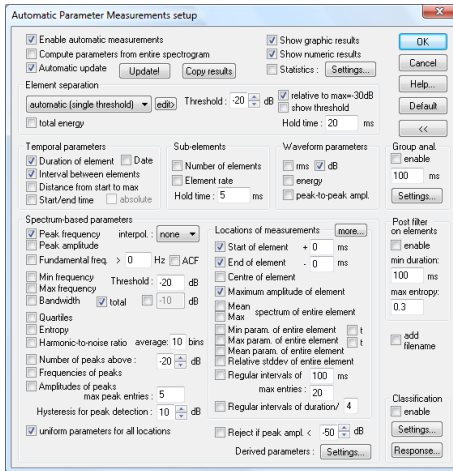 Automatic Parameter Measurements setup
Enable automatic measurements
Compute parameters from entire spectrogram
Automatic update
Update!
Copy results
Show graphic results
Show numeric results
Statistics :
Settings...
OK
Cancel
Help...
Default
<<
Element separation
automatic (single threshold)
edit>
Threshold : -20 dB
relative to max=-30dB
show threshold
total energy
Hold time : 20 ms
Temporal parameters
Duration of element
Date
Interval between elements
Distance from start to max
Start/end time
absolute
Sub-elements
Number of elements
Element rate
Hold time : 5 ms
Waveform parameters
rms
dB
energy
peak-to-peak ampl.
Group anal.
enable
100 ms
Settings...
Spectrum-based parameters
Peak frequency interpol. : none
Peak amplitude
Fundamental freq. > 0 Hz ACF
Min frequency
Max frequency
Threshold : -20
Bandwidth total -10 dB
Quartiles
Entropy
Harmonic-to-noise ratio average: 10 bins
Number of peaks above : -20 dB
Frequencies of peaks
Amplitudes of peaks
max peak entries : 5
Hysteresis for peak detection : 10 dB
uniform parameters for all locations
Locations of measurements
more...
Start of element + 0 ms
End of element - 0 ms
Centre of element
Maximum amplitude of element
Mean
Max
spectrum of entire element
Min param. of entire element t
Max param. of entire element t
Mean param. of entire element
Relative stddev of entire element
Regular intervals of 100 ms
max entries : 20
Regular intervals of duration/ 4
Reject if peak ampl. < -50 dB
Derived parameters : Settings...
Post filter
on elements
enable
min duration:
100 ms
max entropy:
0.3
add
filename
Classification
enable
Settings...
Response...